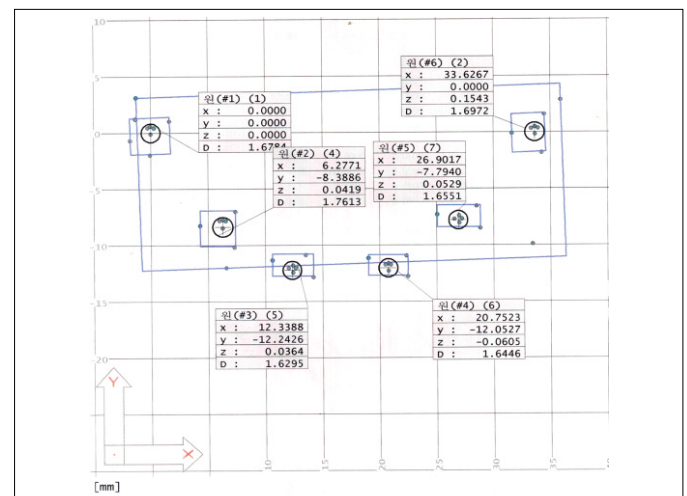 10
원(#6) (2)
x : 33.6267
y : 0.0000
z : 0.1543
D : 1.6972
5
원(#1) (1)
x : 0.0000
y : 0.0000
z : 0.0000
D : 1.6784
0
원(#2) (4)
x : 6.2771
y : -8.3886
z : 0.0419
D : 1.7613
원(#5) (7)
x : 26.9017
y : -7.7940
z : 0.0529
D : 1.6551
-5
-10
-15
원(#3) (5)
x : 12.3388
y : -12.2426
z : 0.0364
D : 1.6295
원(#4) (6)
x : 20.7523
y : -12.0527
z : -0.0605
D : 1.6446
-20
Y
X
10
15
20
25
30
35
[mm]